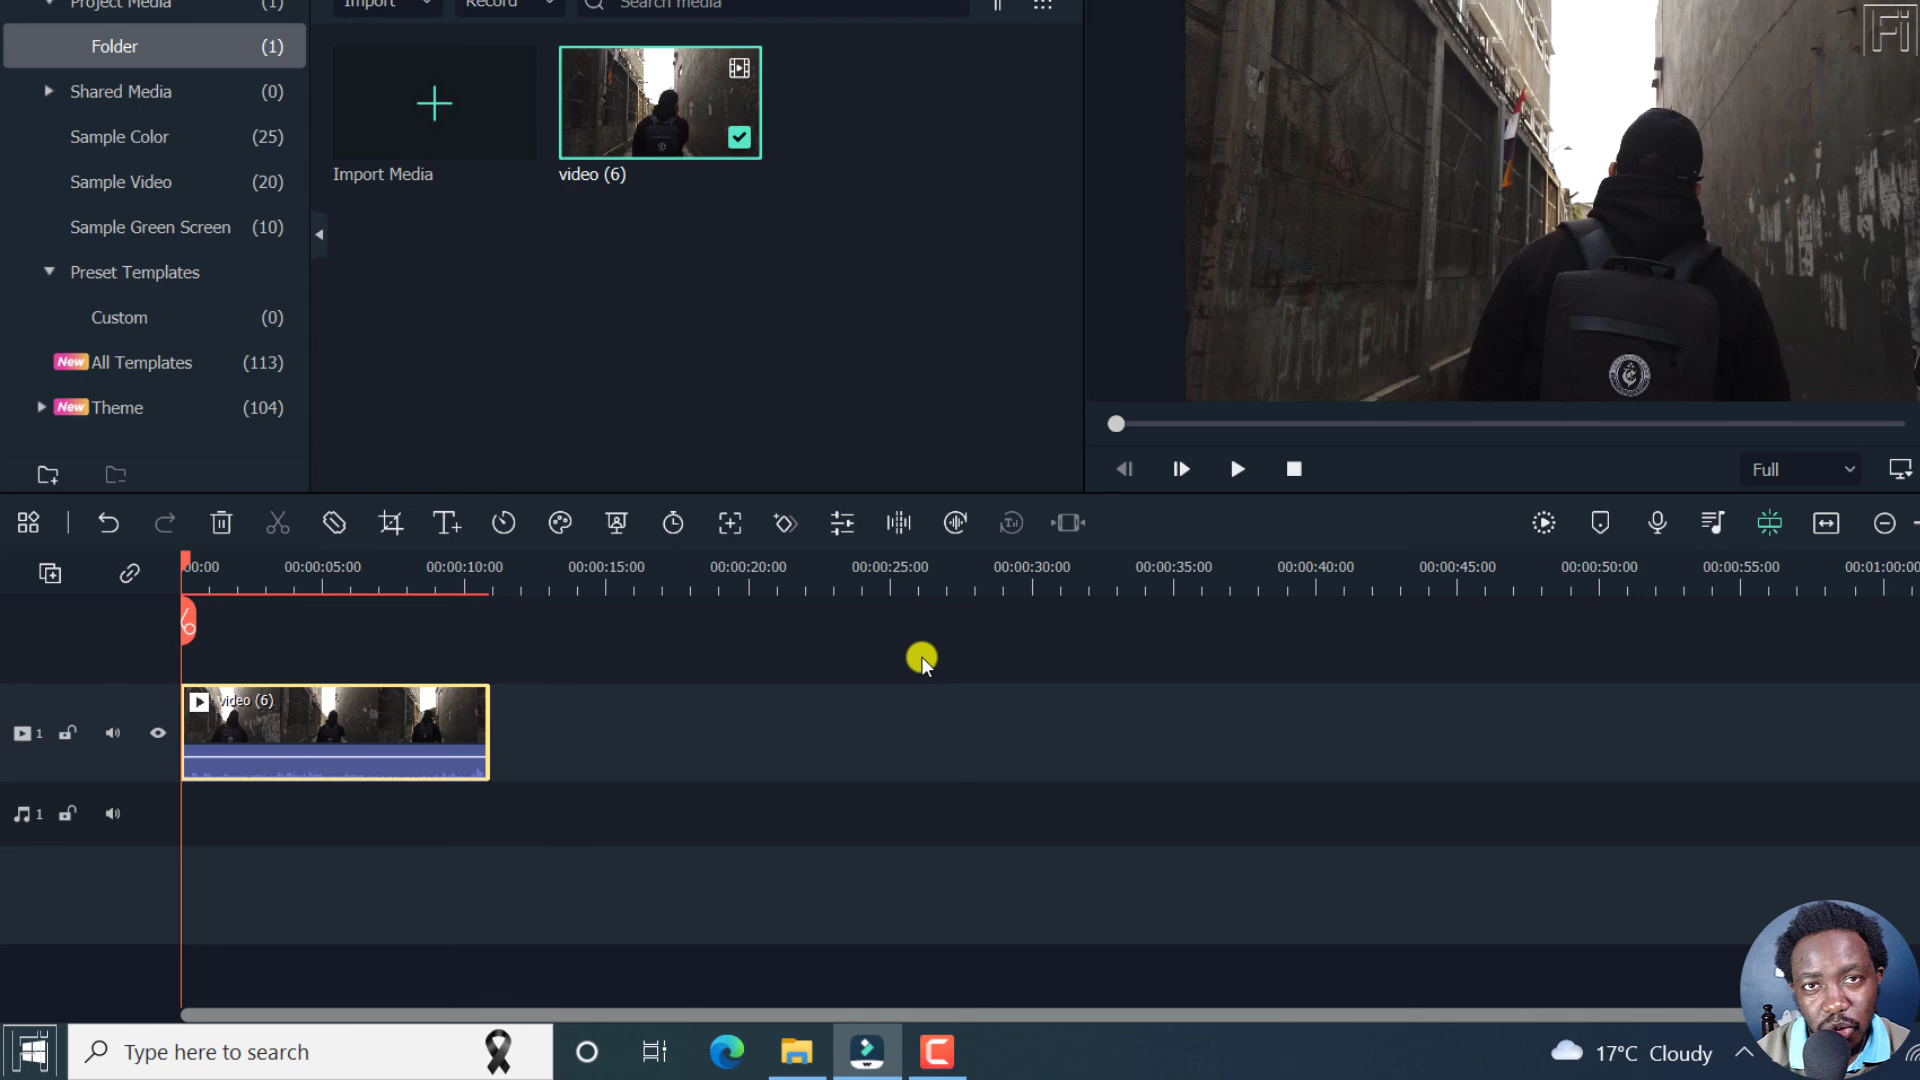 Project Media (1)
Import
Record
Search media
Folder (1)
Shared Media (0)
Sample Color (25)
Sample Video (20)
Sample Green Screen (10)
Preset Templates
Custom (0)
New All Templates (113)
New Theme (104)
Import Media
video (6)
Full
00:00
00:00:05:00
00:00:10:00
00:00:15:00
00:00:20:00
00:00:25:00
00:00:30:00
00:00:35:00
00:00:40:00
00:00:45:00
00:00:50:00
00:00:55:00
00:01:00:00
video (6)
1
1
Type here to search
17°C Cloudy